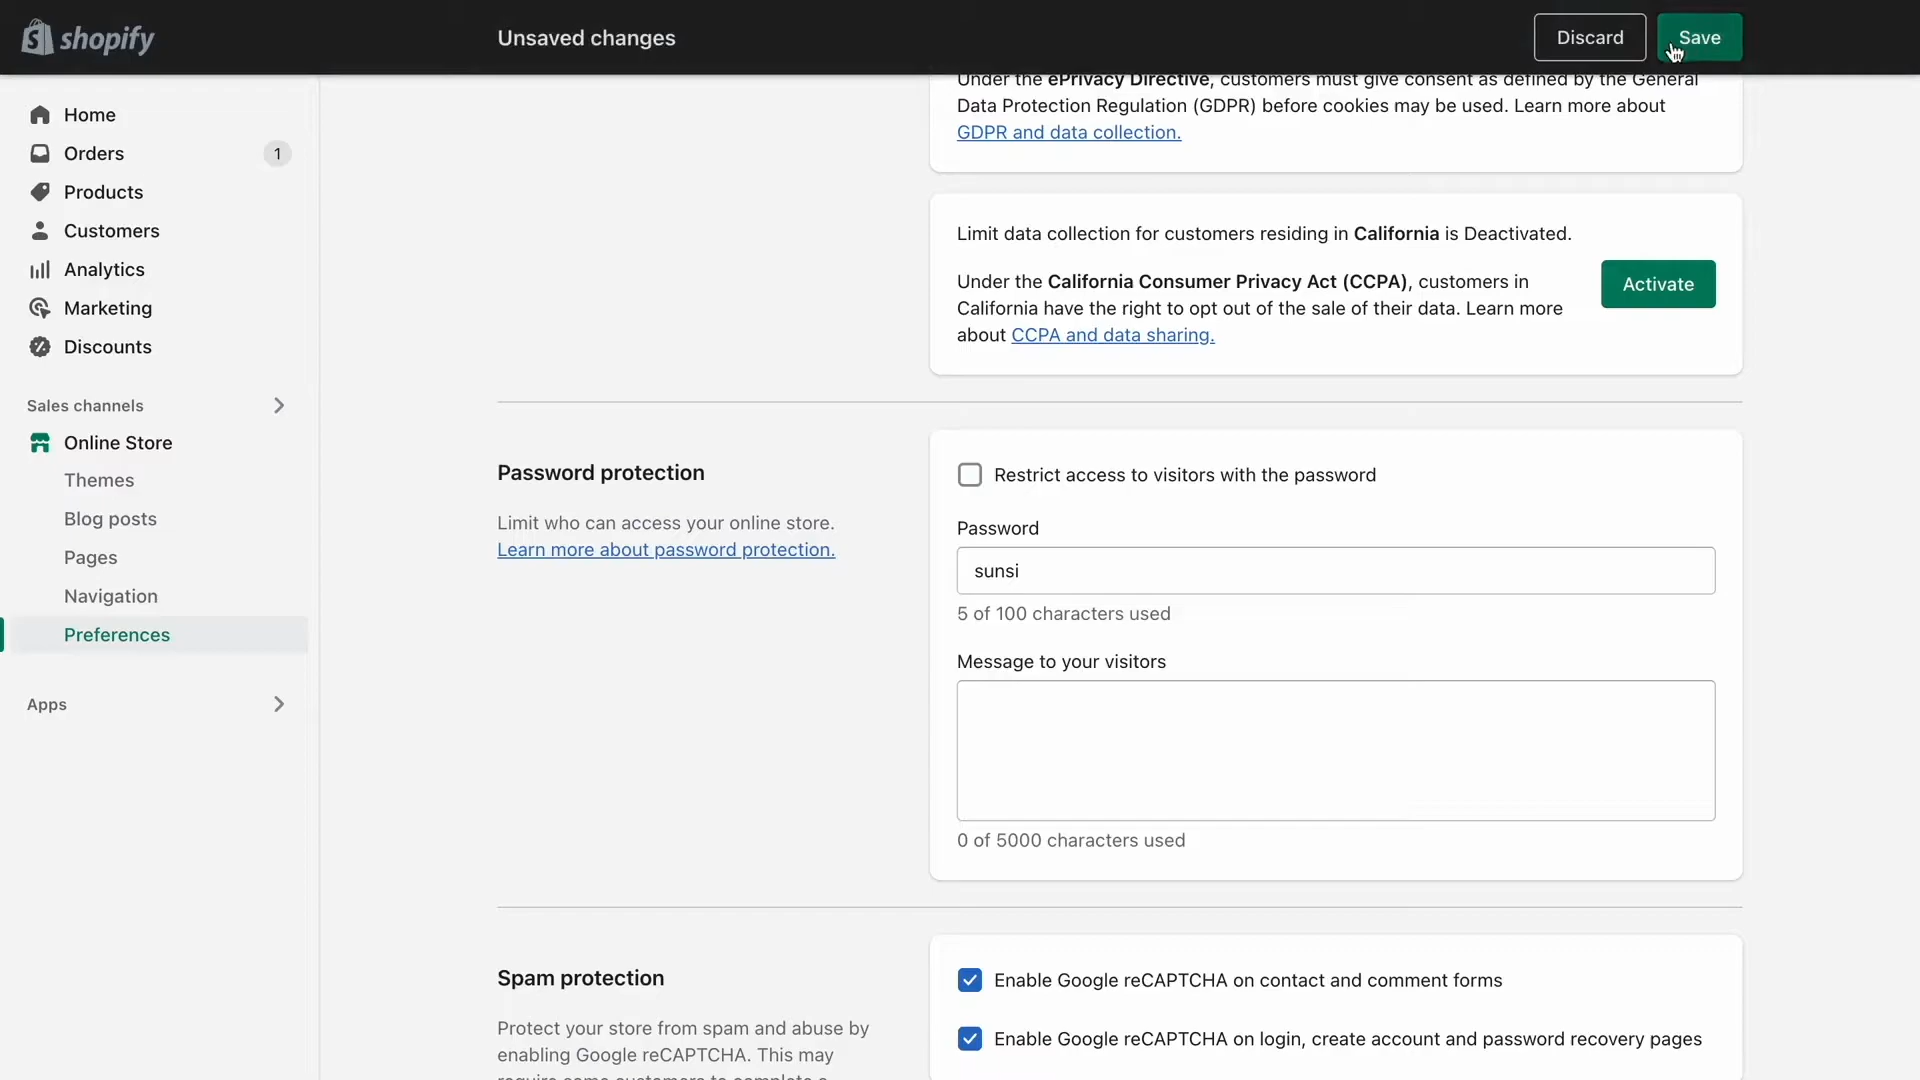 shopify
Unsaved changes
Discard
Save
Home
Orders
1
Products
Customers
Analytics
Marketing
Discounts
Sales channels
Online Store
Themes
Blog posts
Pages
Navigation
Preferences
Apps
Under the ePrivacy Directive, customers must give consent as defined by the General
Data Protection Regulation (GDPR) before cookies may be used. Learn more about
GDPR and data collection.
Limit data collection for customers residing in California is Deactivated.
Under the California Consumer Privacy Act (CCPA), customers in
California have the right to opt out of the sale of their data. Learn more
about CCPA and data sharing.
Activate
Password protection
Limit who can access your online store.
Learn more about password protection.
Restrict access to visitors with the password
Password
sunsi
5 of 100 characters used
Message to your visitors
0 of 5000 characters used
Spam protection
Protect your store from spam and abuse by
enabling Google reCAPTCHA. This may
require some customers to complete a
Enable Google reCAPTCHA on contact and comment forms
Enable Google reCAPTCHA on login, create account and password recovery pages